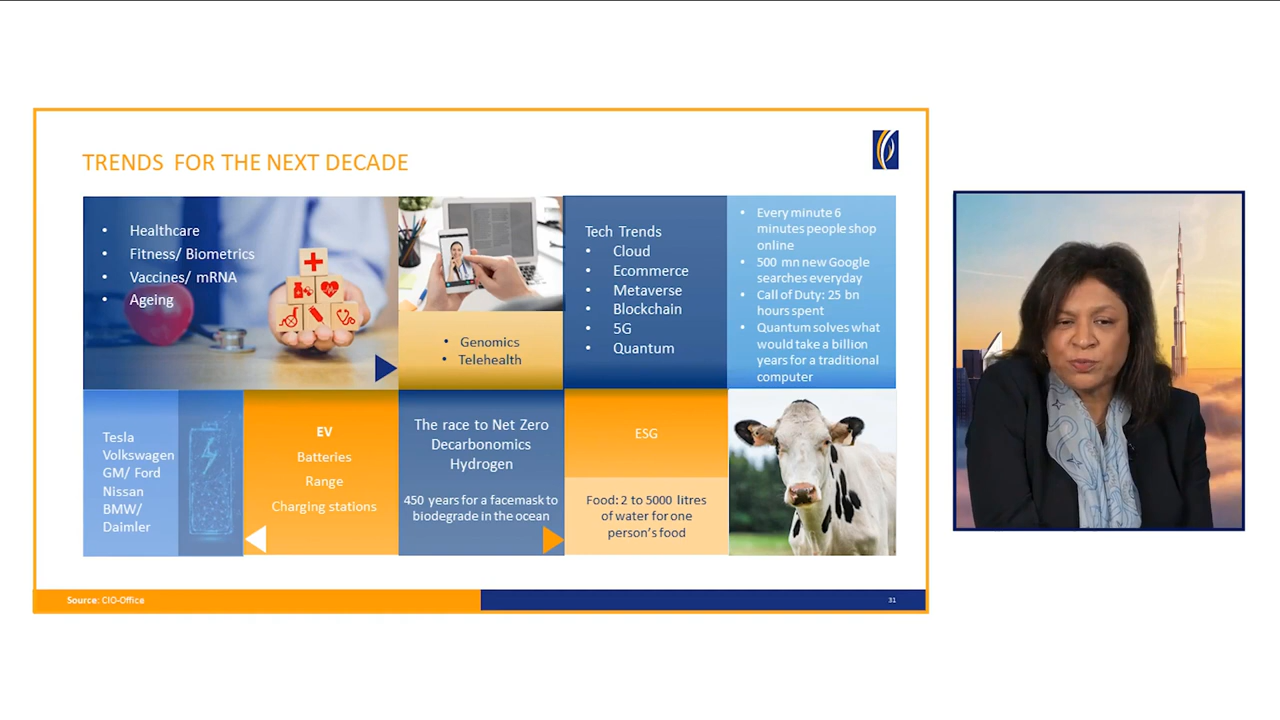 TRENDS FOR THE NEXT DECADE
• Healthcare
• Fitness/ Biometrics
• Vaccines/ mRNA
• Ageing
• Genomics
• Telehealth
Tech Trends
• Cloud
• Ecommerce
• Metaverse
• Blockchain
• 5G
• Quantum
• Every minute 6
minutes people shop
online
• 500 mn new Google
searches everyday
• Call of Duty: 25 bn
hours spent
• Quantum solves what
would take a billion
years for a traditional
computer
Tesla
Volkswagen
GM/ Ford
Nissan
BMW/
Daimler
EV
Batteries
Range
Charging stations
The race to Net Zero
Decarbonomics
Hydrogen
450 years for a facemask to
biodegrade in the ocean
ESG
Food: 2 to 5000 litres
of water for one
person's food
Source: CIO-Office
31